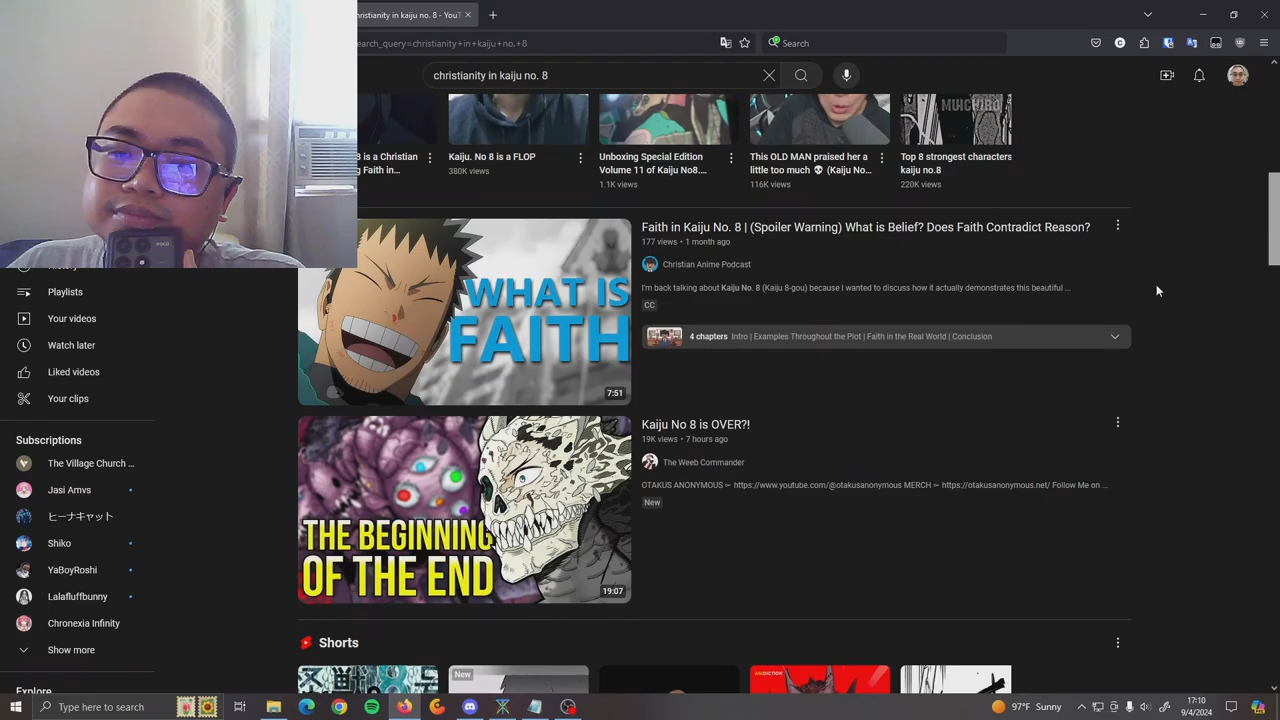 christianity in kaiju no. 8 - YouT
earch_query=christianity+in+kaiju+no.+8
Search
christianity in kaiju no. 8
8 is a Christian
g Faith in...
Kaiju. No 8 is a FLOP
380K views
Unboxing Special Edition
Volume 11 of Kaiju No8....
1.1K views
This OLD MAN praised her a
little too much 💀 (Kaiju No...
116K views
MUICHIRO
Top 8 strongest characters
kaiju no.8
220K views
WHAT IS
FAITH
7:51
Faith in Kaiju No. 8 | (Spoiler Warning) What is Belief? Does Faith Contradict Reason?
177 views • 1 month ago
Christian Anime Podcast
I'm back talking about Kaiju No. 8 (Kaiju 8-gou) because I wanted to discuss how it actually demonstrates this beautiful ...
CC
4 chapters Intro | Examples Throughout the Plot | Faith in the Real World | Conclusion
POCO
Playlists
Your videos
Watch later
Liked videos
Your clips
Subscriptions
The Village Church ...
Jasi Amvs
ヒーナキャット
Shiko
YaBoyRoshi
Lalafluffbunny
Chronexia Infinity
Show more
Explore
THE BEGINNING
OF THE END
19:07
Kaiju No 8 is OVER?!
19K views • 7 hours ago
The Weeb Commander
OTAKUS ANONYMOUS ✂ https://www.youtube.com/@otakusanonymous MERCH ✂ https://otakusanonymous.net/ Follow Me on ...
New
Shorts
New
Type here to search
97°F Sunny
17:10
9/4/2024